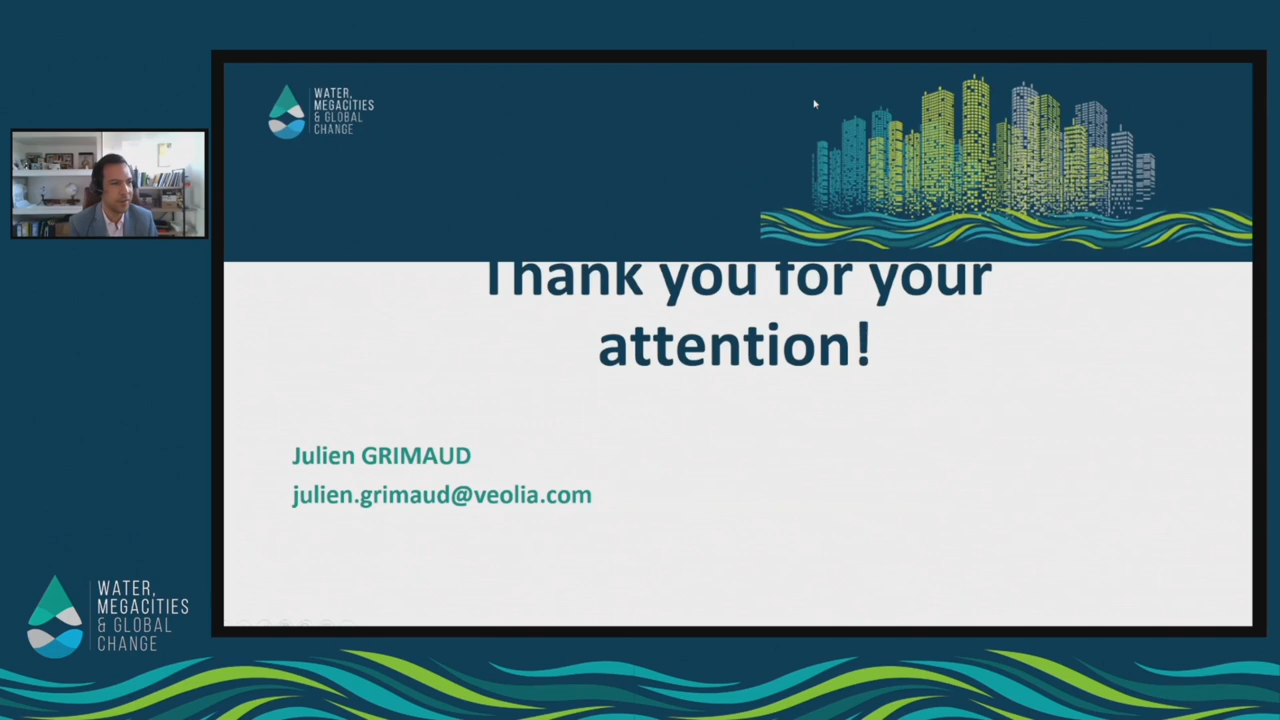 WATER,
MEGACITIES
& GLOBAL
CHANGE
Thank you for your
attention!
Julien GRIMAUD
julien.grimaud@veolia.com
WATER,
MEGACITIES
& GLOBAL
CHANGE